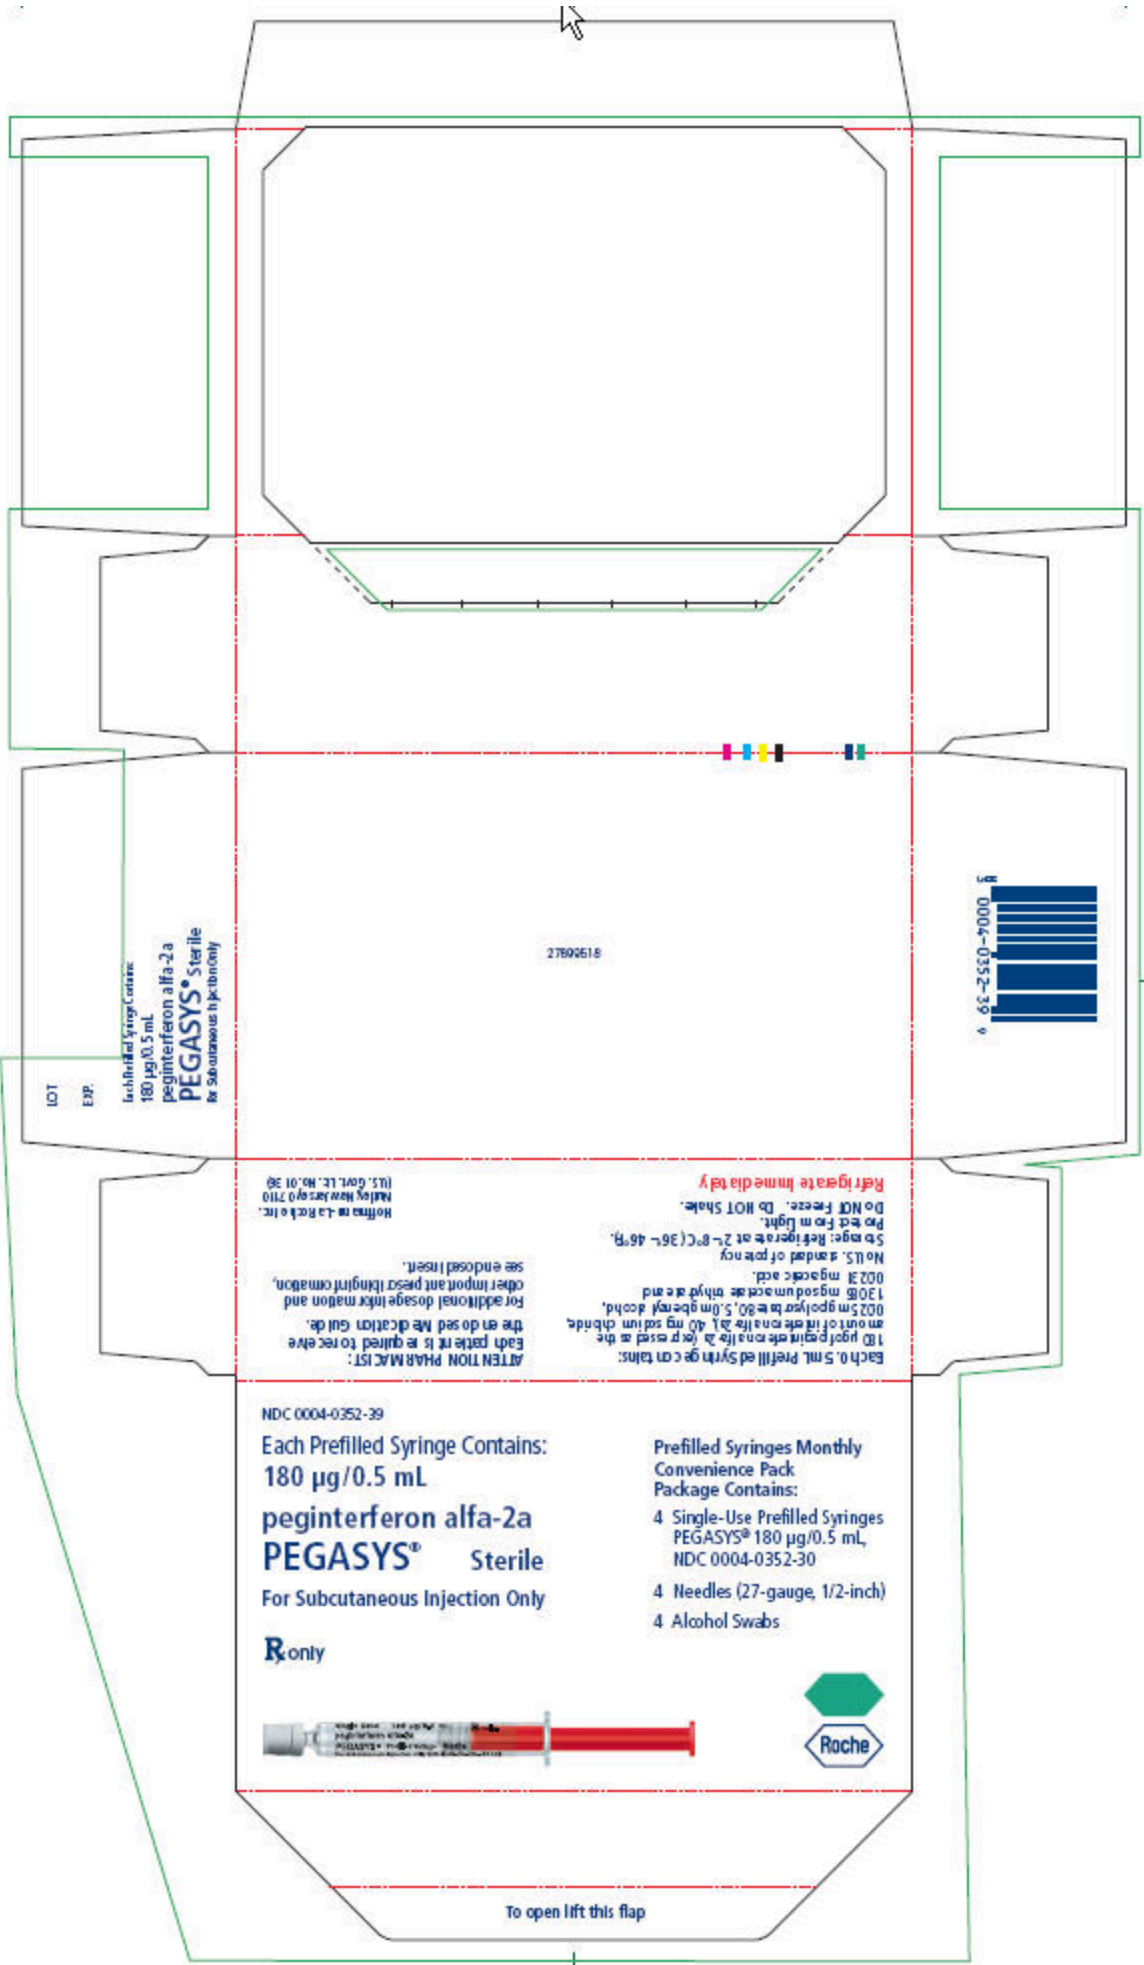 LOT
EXP.
Each Prefilled Syringe Contains:
180 µg/0.5 mL
peginterferon alfa-2a
PEGASYS® Sterile
For Subcutaneous Injection Only
27899518
0004-0352-39
Each 0.5 mL Prefilled Syringe contains:
180 µg of peginterferon alfa-2a (expressed as the
amount of interferon alfa-2a), 4.0 mg sodium chloride,
0.025 mg polysorbate 80, 5.0 mg benzyl alcohol,
1.3085 mg sodium acetate trihydrate and
0.0231 mg acetic acid.
No U.S. standard of potency
Storage: Refrigerate at 2°–8°C (36°–46°F).
Protect From Light.
Do NOT Freeze. Do NOT Shake.
Refrigerate Immediately
ATTENTION PHARMACIST:
Each patient is required to receive
the enclosed Medication Guide.
For additional dosage information and
other important prescribing information,
see enclosed insert.
Hoffmann-La Roche Inc.
Nutley, New Jersey 07110
(U.S. Govt. Lic. No. 0136)
NDC 0004-0352-39
Each Prefilled Syringe Contains:
180 µg/0.5 mL
peginterferon alfa-2a
PEGASYS® Sterile
For Subcutaneous Injection Only
Rx only
Prefilled Syringes Monthly
Convenience Pack
Package Contains:
4 Single-Use Prefilled Syringes
PEGASYS® 180 µg/0.5 mL,
NDC 0004-0352-30
4 Needles (27-gauge, 1/2-inch)
4 Alcohol Swabs
Roche
To open lift this flap